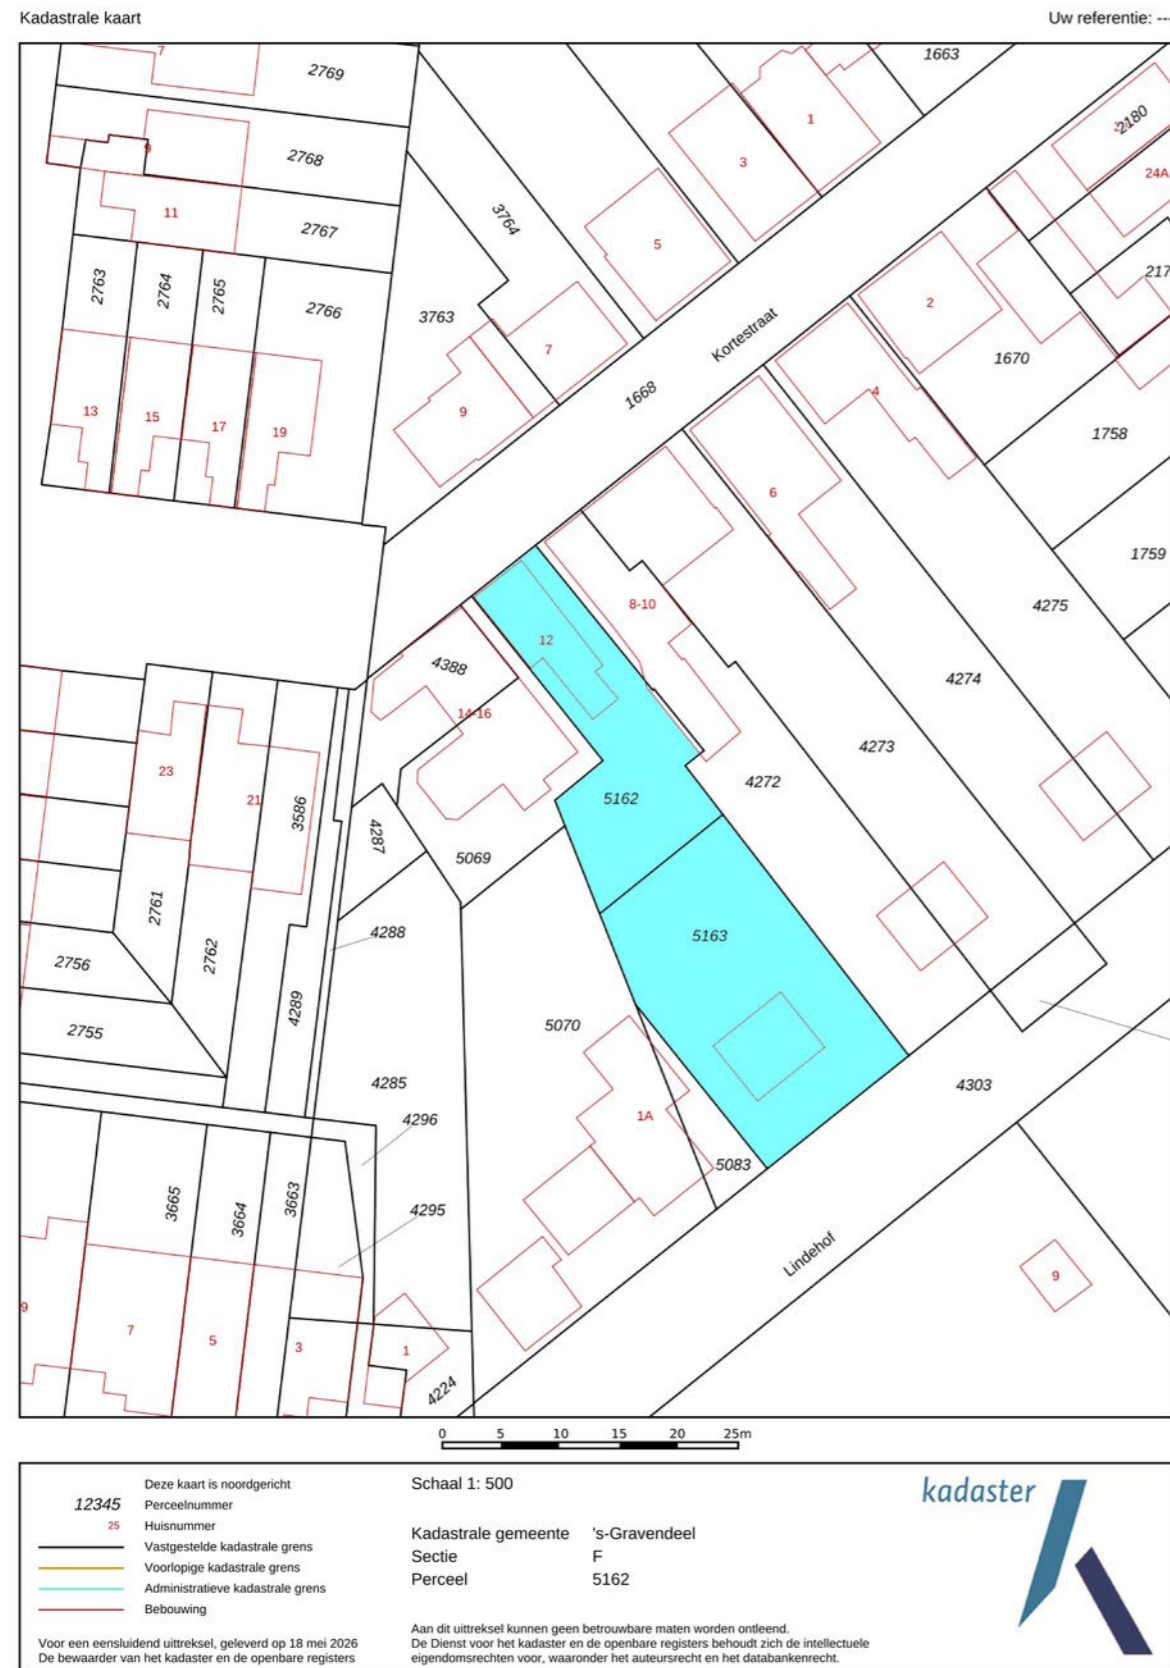 Kadastrale kaart
Uw referentie: ---
7
2769
1663
1
2180
9
2768
3
24A
11
3764
2767
5
217
2763
2764
2765
2766
3763
2
7
Kortestraat
1670
1668
4
13
15
17
19
9
1758
6
1759
8-10
4275
12
4388
4274
14-16
4273
23
4272
21
3586
5162
4287
5069
2761
4288
5163
2762
2756
4289
5070
2755
4285
4303
4296
1A
5083
3665
3664
3663
4295
Lindehof
9
9
7
5
3
1
4224
0 5 10 15 20 25m
Deze kaart is noordgericht
12345 Perceelnummer
25 Huisnummer
Vastgestelde kadastrale grens
Voorlopige kadastrale grens
Administratieve kadastrale grens
Bebouwing
Voor een eensluidend uittreksel, geleverd op 18 mei 2026
De bewaarder van het kadaster en de openbare registers
Schaal 1: 500
Kadastrale gemeente 's-Gravendeel
Sectie F
Perceel 5162
Aan dit uittreksel kunnen geen betrouwbare maten worden ontleend.
De Dienst voor het kadaster en de openbare registers behoudt zich de intellectuele
eigendomsrechten voor, waaronder het auteursrecht en het databankenrecht.
kadaster